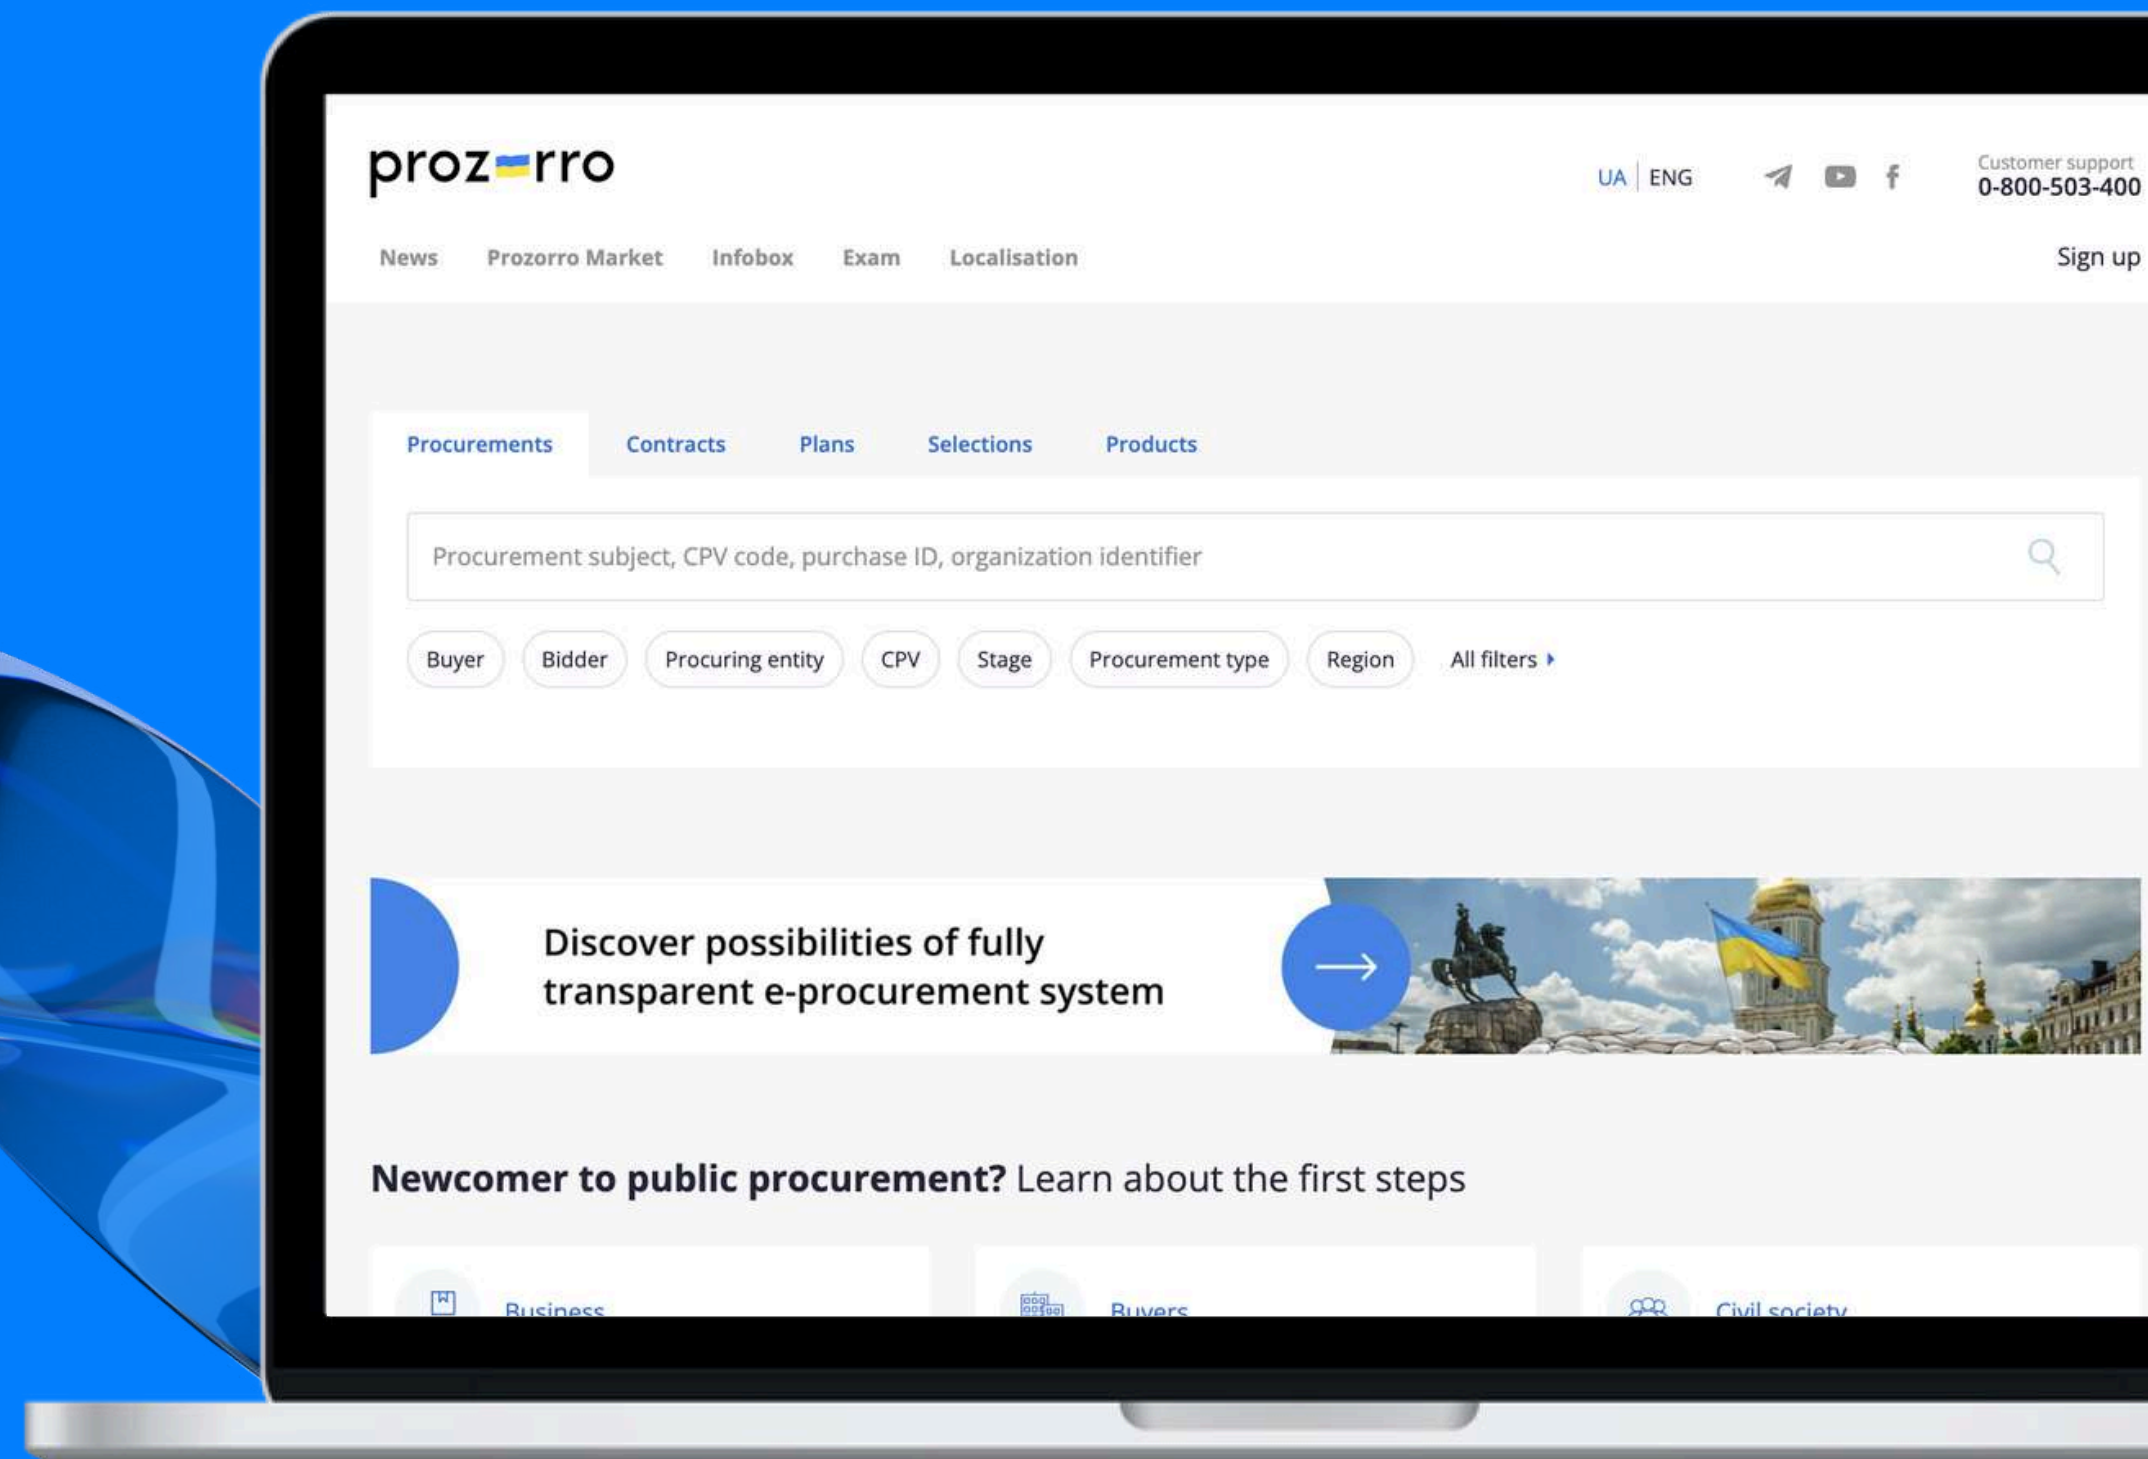 prozorro
UA | ENG
Customer support
0-800-503-400
News Prozorro Market Infobox Exam Localisation
Sign up
Procurements Contracts Plans Selections Products
Procurement subject, CPV code, purchase ID, organization identifier
Buyer Bidder Procuring entity CPV Stage Procurement type Region All filters
Discover possibilities of fully
transparent e-procurement system
Newcomer to public procurement? Learn about the first steps
Business Buyers Civil society